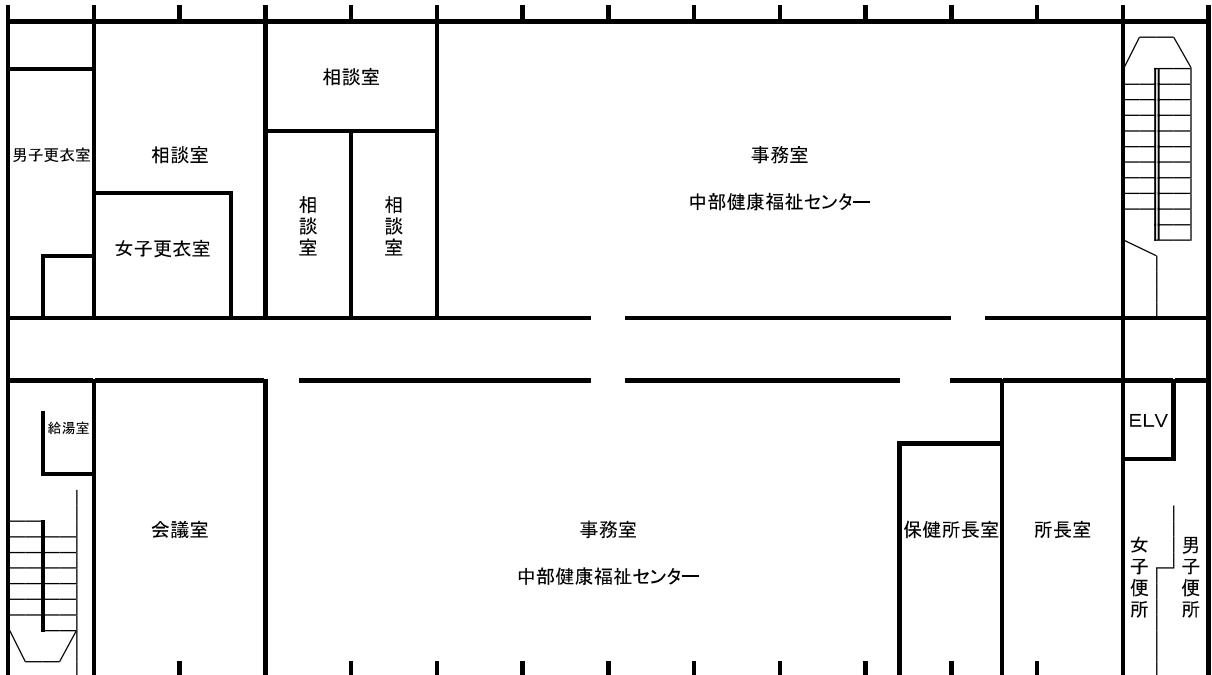 相談室
男子更衣室
相談室
事務室
中部健康福祉センター
相談室
相談室
女子更衣室
給湯室
ELV
会議室
事務室
中部健康福祉センター
保健所長室
所長室
女子便所
男子便所